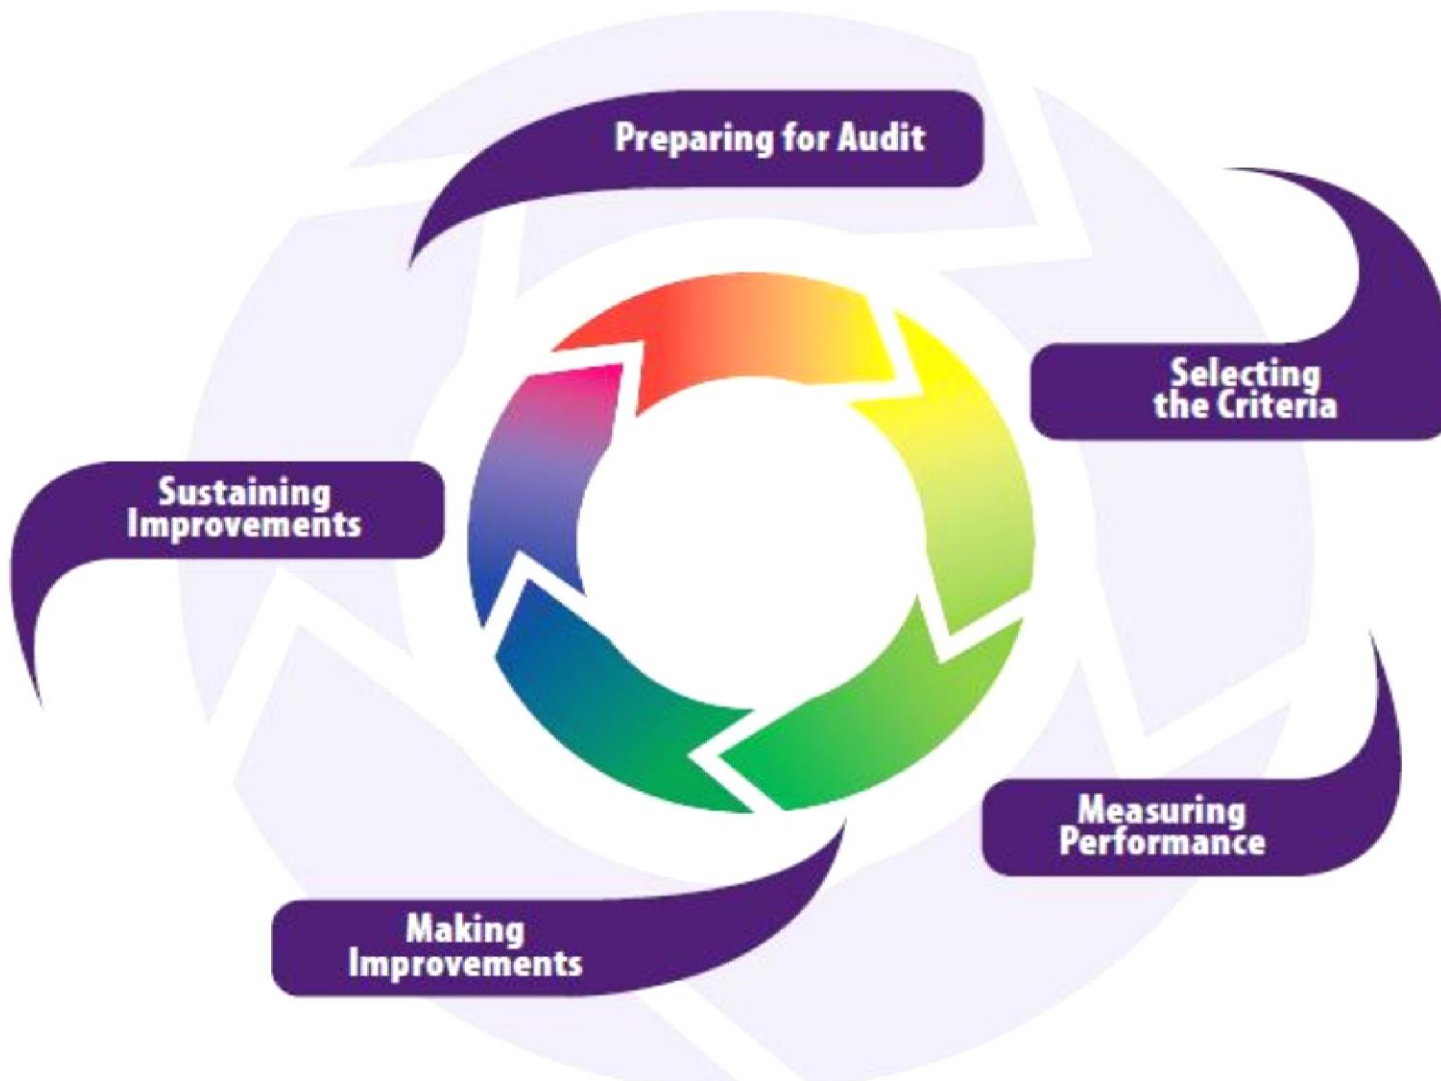 Preparing for Audit
Selecting
the Criteria
Sustaining
Improvements
Measuring
Performance
Making
Improvements